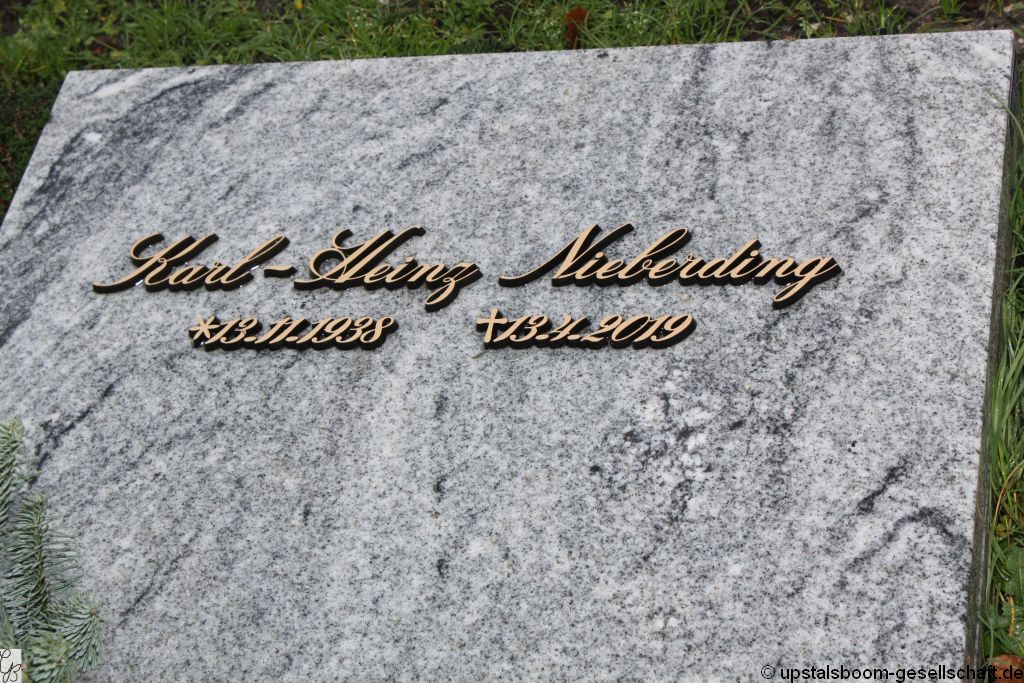 Karl-Heinz Nieberding
*13.11.1938 †13.4.2019
© upstalsboom-gesellschaft.de